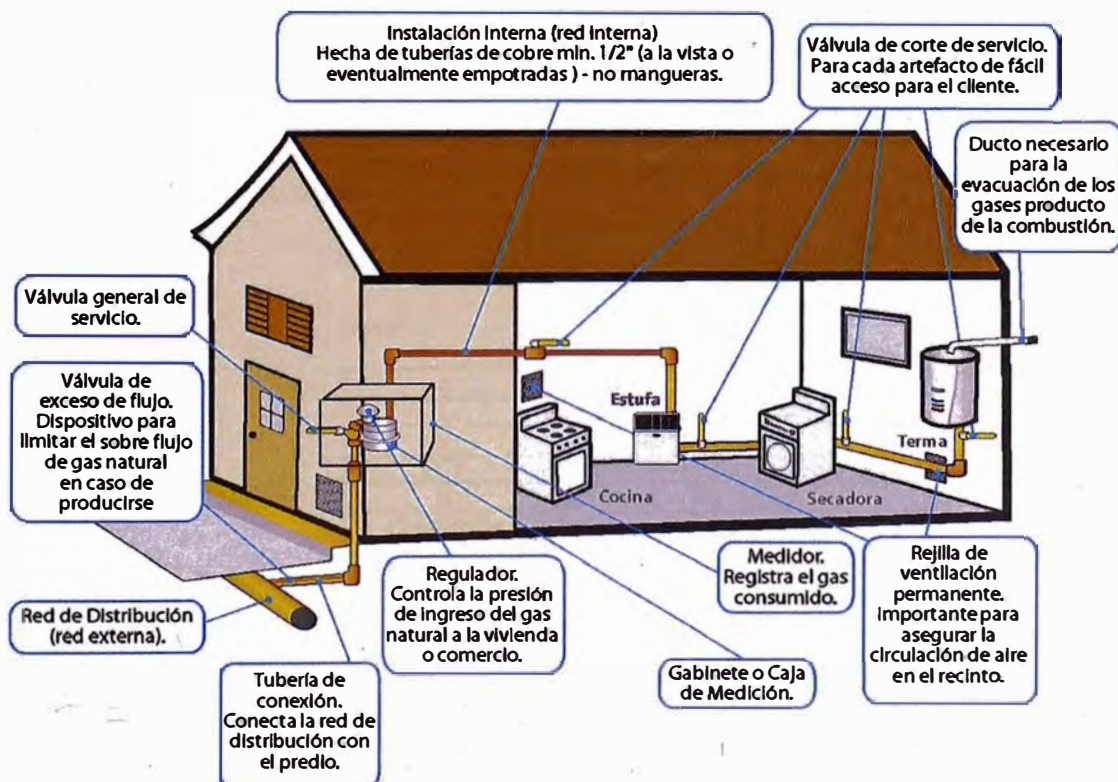 Instalación Interna (red Interna)
Hecha de tuberías de cobre mín. 1/2" (a la vista o
eventualmente empotradas ) - no mangueras.
Válvula de corte de servicio.
Para cada artefacto de fácil
acceso para el cliente.
Ducto necesario
para la
evacuación de los
gases producto
de la combustión.
Válvula general de
servicio.
Válvula de
exceso de flujo.
Dispositivo para
limitar el sobre flujo
de gas natural
en caso de
producirse
Estufa
Cocina
Secadora
Terma
Red de Distribución
(red externa).
Tubería de
conexión.
Conecta la red de
distribución con
el predio.
Regulador.
Controla la presión
de ingreso del gas
natural a la vivienda
o comercio.
Gabinete o Caja
de Medición.
Medidor.
Registra el gas
consumido.
Rejilla de
ventilación
permanente.
Importante para
asegurar la
circulación de aire
en el recinto.